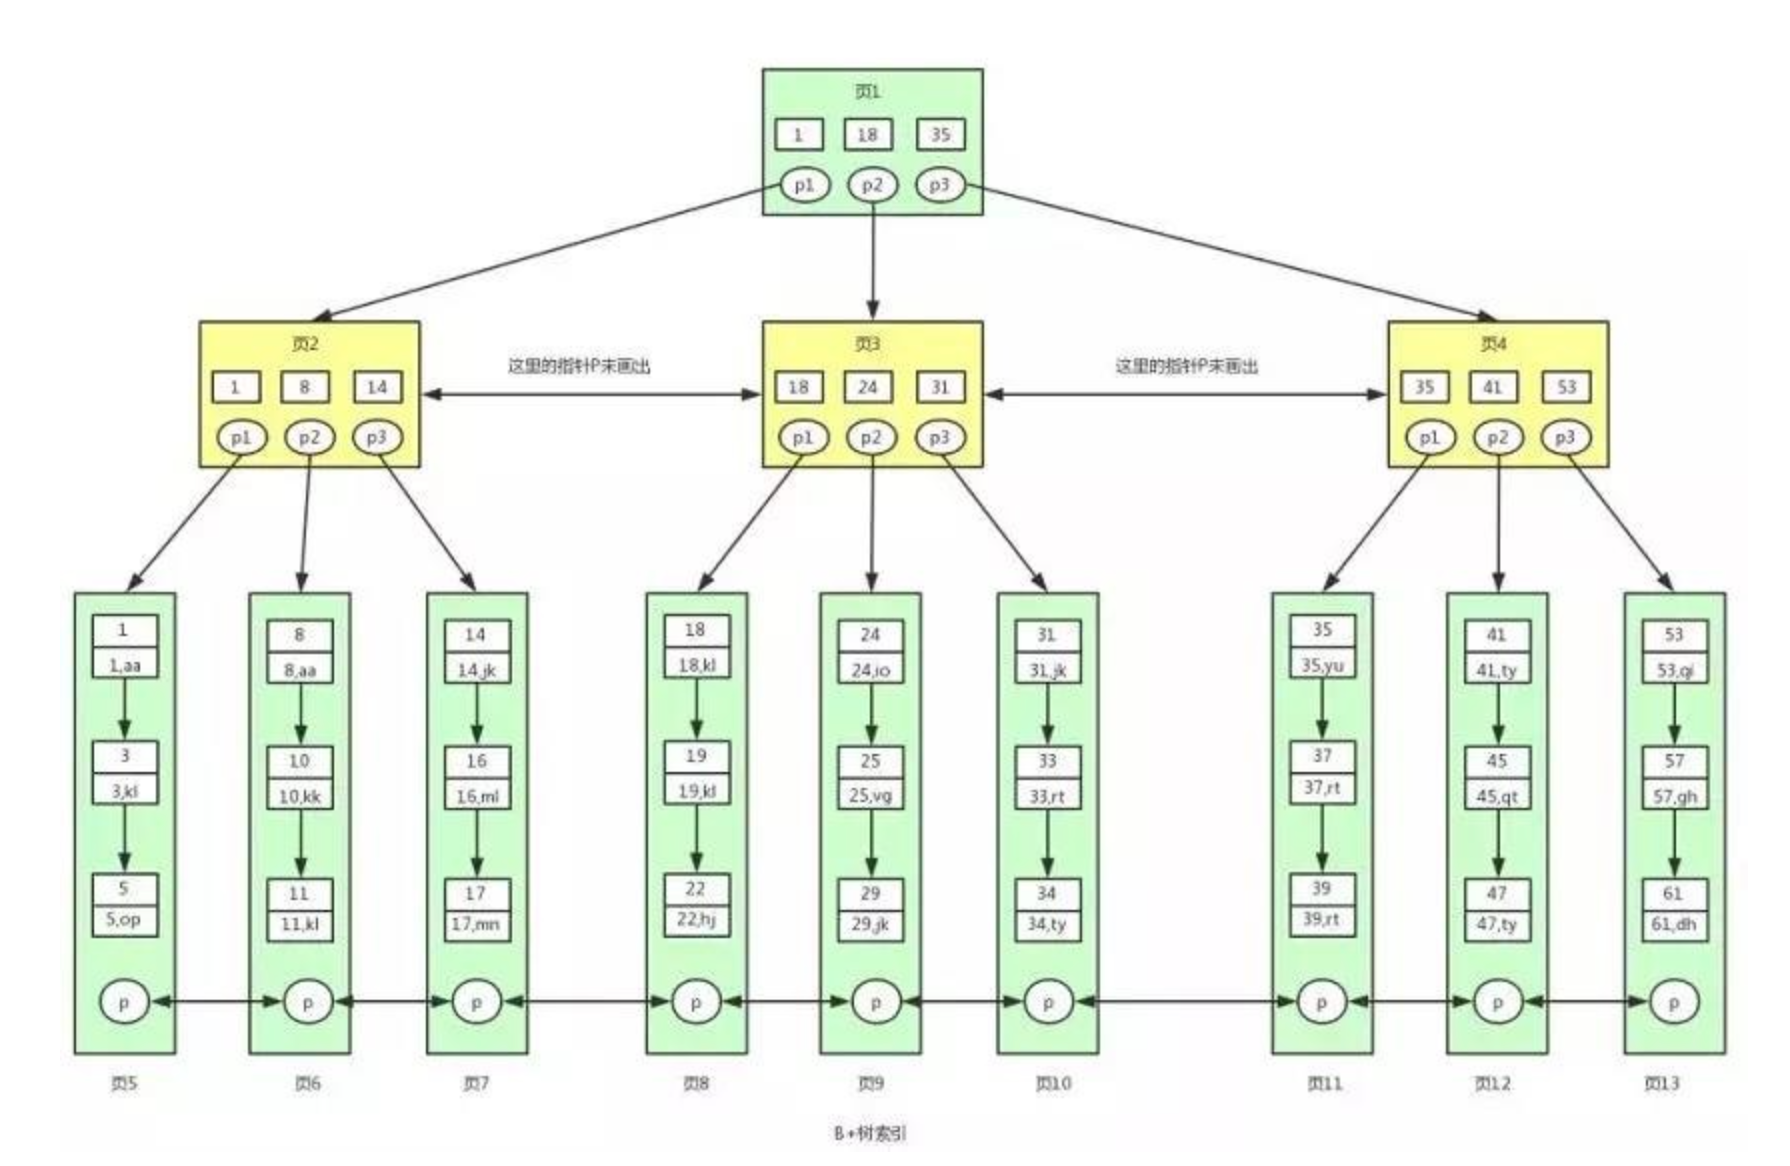 页1
1 18 35
p1 p2 p3
页2
1 8 14
p1 p2 p3
这里的指针P未画出
页3
18 24 31
p1 p2 p3
这里的指针P未画出
页4
35 41 53
p1 p2 p3
1
1,aa
3
3,kl
5
5,op
p
页5
8
8,aa
10
10,kk
11
11,kl
p
页6
14
14,jk
16
16,ml
17
17,mn
p
页7
18
18,kl
19
19,kl
22
22,hj
p
页8
24
24,io
25
25,vg
29
29,jk
p
页9
31
31,jk
33
33,rt
34
34,ty
p
页10
35
35,yu
37
37,rt
39
39,rt
p
页11
41
41,ty
45
45,qt
47
47,ty
p
页12
53
53,qi
57
57,gh
61
61,dh
p
页13
B+树索引